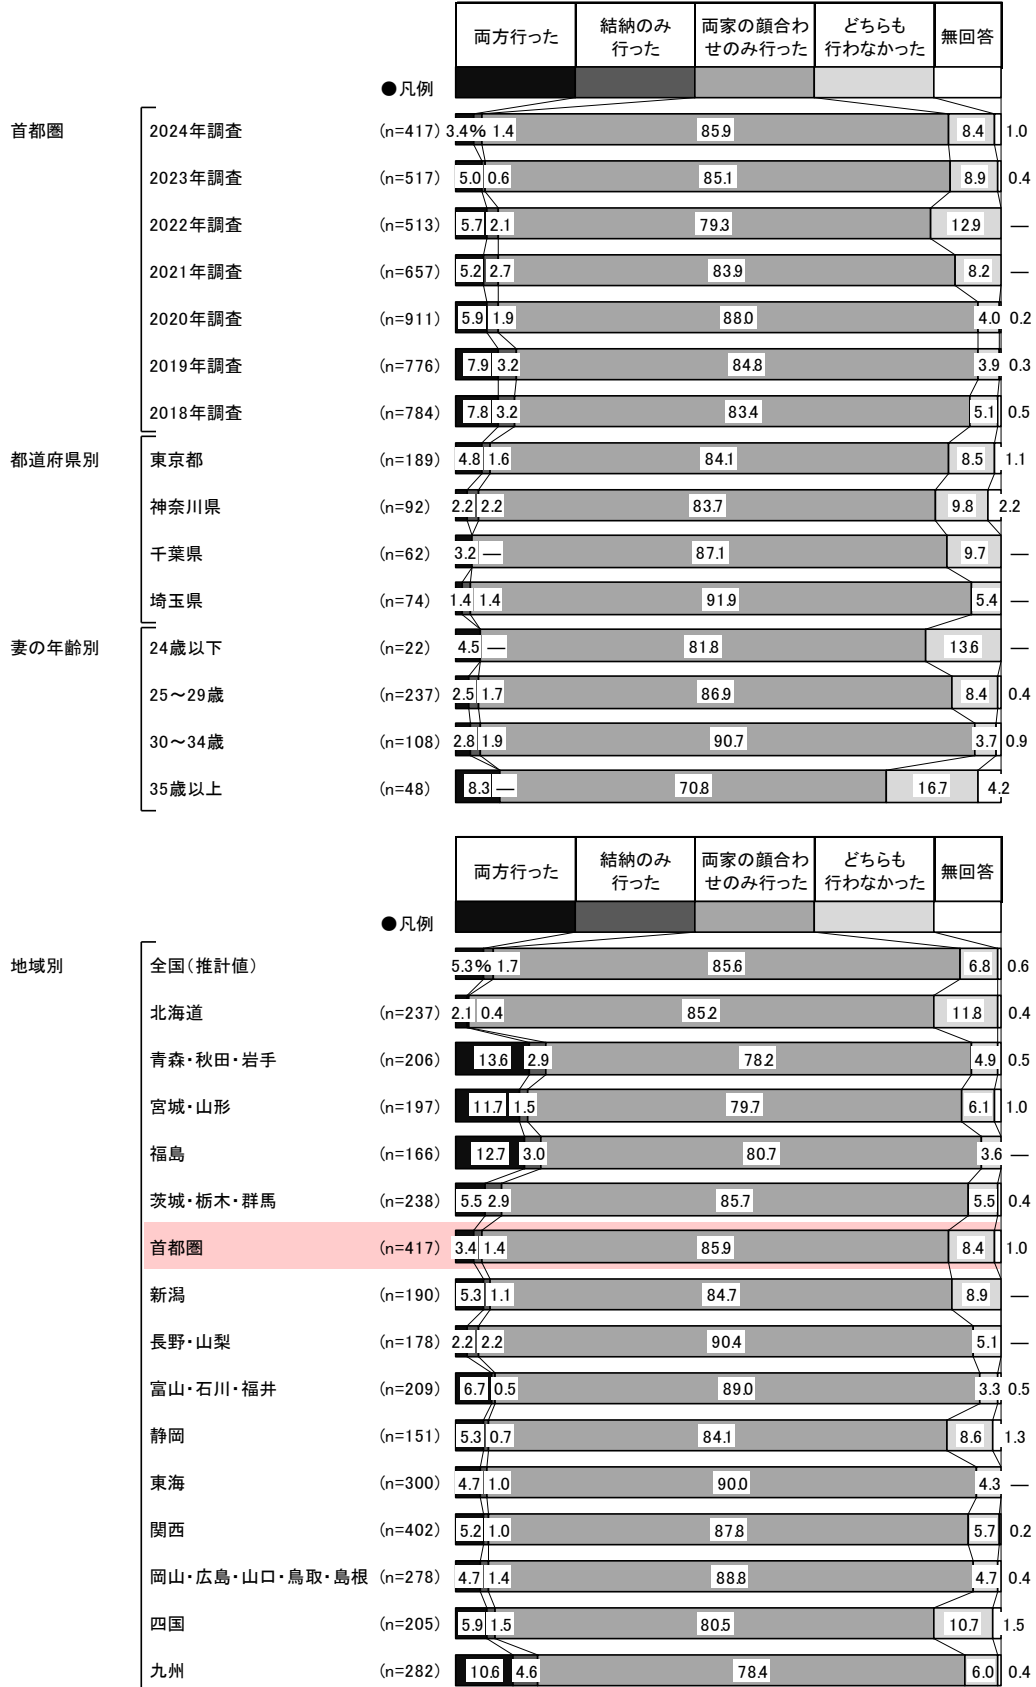 両方行った 結納のみ行った 両家の顔合わせのみ行った どちらも行わなかった 無回答
●凡例
首都圏 2024年調査 (n=417) 3.4% 1.4 85.9 8.4 1.0
2023年調査 (n=517) 5.0 0.6 85.1 8.9 0.4
2022年調査 (n=513) 5.7 2.1 79.3 12.9 —
2021年調査 (n=657) 5.2 2.7 83.9 8.2 —
2020年調査 (n=911) 5.9 1.9 88.0 4.0 0.2
2019年調査 (n=776) 7.9 3.2 84.8 3.9 0.3
2018年調査 (n=784) 7.8 3.2 83.4 5.1 0.5
都道府県別 東京都 (n=189) 4.8 1.6 84.1 8.5 1.1
神奈川県 (n=92) 2.2 2.2 83.7 9.8 2.2
千葉県 (n=62) 3.2 — 87.1 9.7 —
埼玉県 (n=74) 1.4 1.4 91.9 5.4 —
妻の年齢別 24歳以下 (n=22) 4.5 — 81.8 13.6 —
25～29歳 (n=237) 2.5 1.7 86.9 8.4 0.4
30～34歳 (n=108) 2.8 1.9 90.7 3.7 0.9
35歳以上 (n=48) 8.3 — 70.8 16.7 4.2
両方行った 結納のみ行った 両家の顔合わせのみ行った どちらも行わなかった 無回答
●凡例
地域別 全国(推計値) 5.3% 1.7 85.6 6.8 0.6
北海道 (n=237) 2.1 0.4 85.2 11.8 0.4
青森・秋田・岩手 (n=206) 13.6 2.9 78.2 4.9 0.5
宮城・山形 (n=197) 11.7 1.5 79.7 6.1 1.0
福島 (n=166) 12.7 3.0 80.7 3.6 —
茨城・栃木・群馬 (n=238) 5.5 2.9 85.7 5.5 0.4
首都圏 (n=417) 3.4 1.4 85.9 8.4 1.0
新潟 (n=190) 5.3 1.1 84.7 8.9 —
長野・山梨 (n=178) 2.2 2.2 90.4 5.1 —
富山・石川・福井 (n=209) 6.7 0.5 89.0 3.3 0.5
静岡 (n=151) 5.3 0.7 84.1 8.6 1.3
東海 (n=300) 4.7 1.0 90.0 4.3 —
関西 (n=402) 5.2 1.0 87.8 5.7 0.2
岡山・広島・山口・鳥取・島根 (n=278) 4.7 1.4 88.8 4.7 0.4
四国 (n=205) 5.9 1.5 80.5 10.7 1.5
九州 (n=282) 10.6 4.6 78.4 6.0 0.4